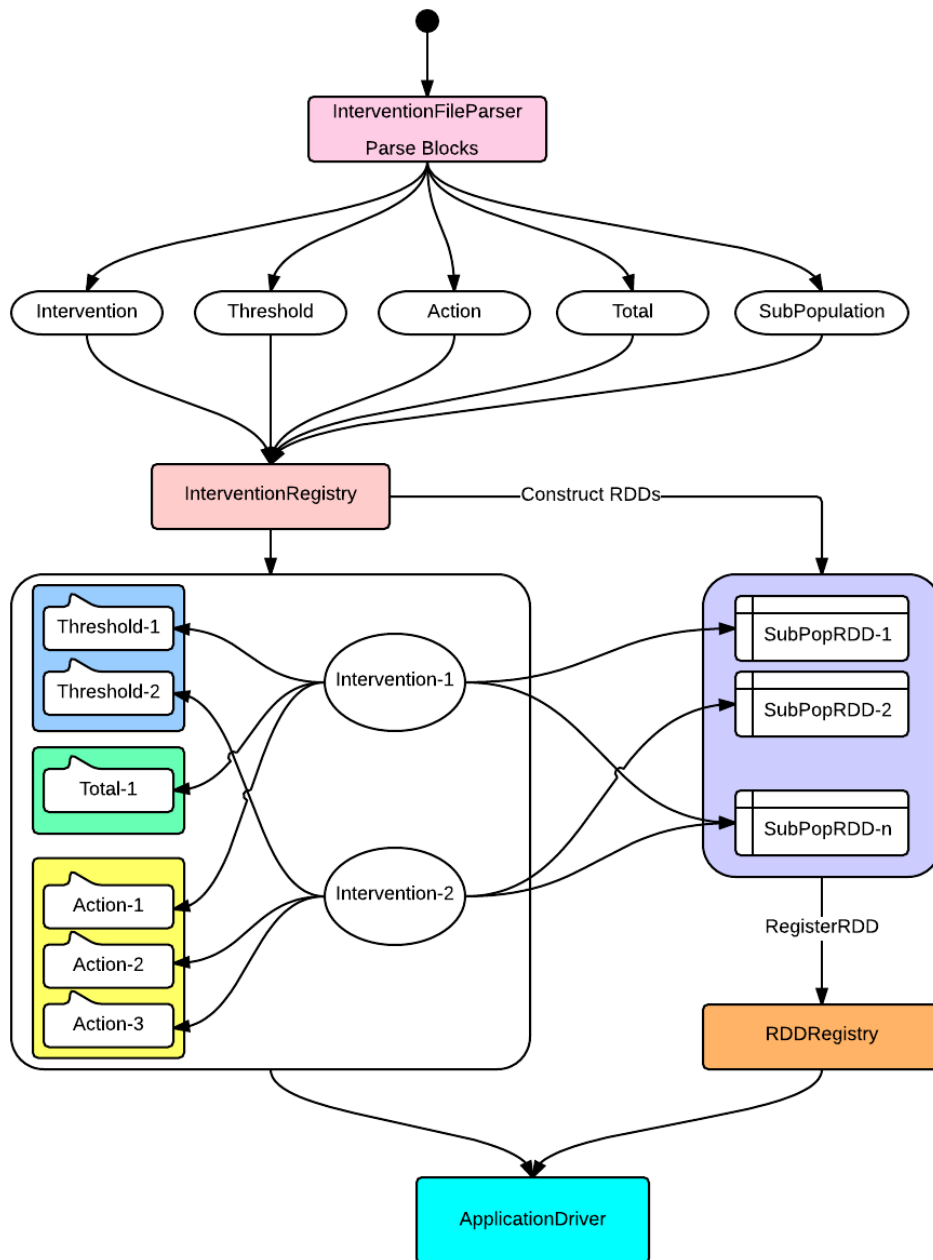 InterventionFileParser
Parse Blocks
Intervention
Threshold
Action
Total
SubPopulation
InterventionRegistry
Construct RDDs
Threshold-1
Threshold-2
Total-1
Action-1
Action-2
Action-3
Intervention-1
Intervention-2
SubPopRDD-1
SubPopRDD-2
SubPopRDD-n
RegisterRDD
RDDRegistry
ApplicationDriver